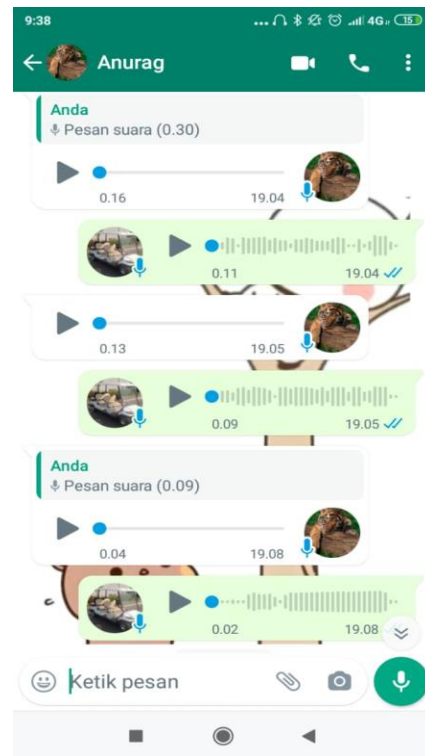 9:38
... 4G 15
Anurag
Anda
Pesan suara (0.30)
0.16 19.04
0.11 19.04
0.13 19.05
0.09 19.05
Anda
Pesan suara (0.09)
0.04 19.08
0.02 19.08
Ketik pesan